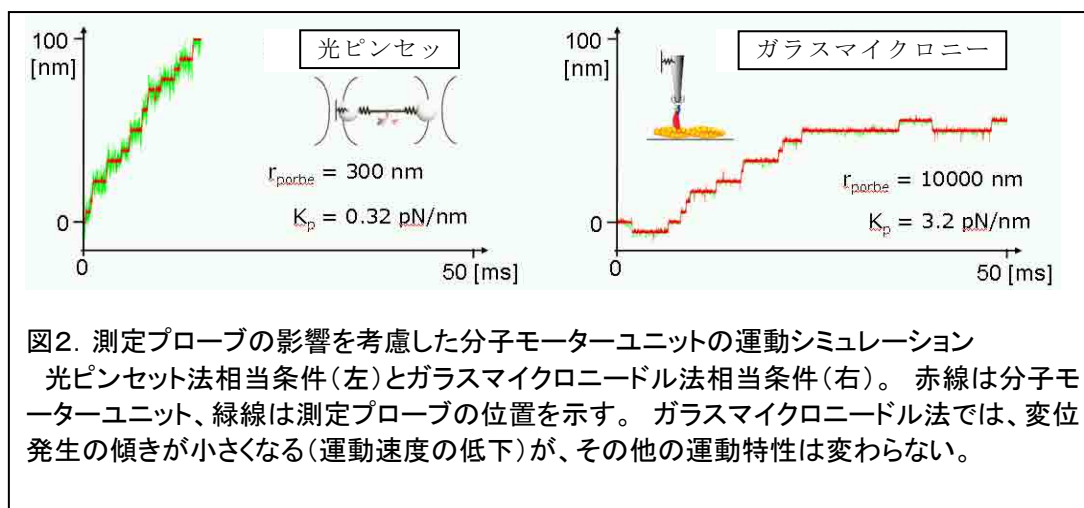 100
[nm]
0
0
50 [ms]
光ピンセッ
r_porbe = 300 nm
K_p = 0.32 pN/nm
100
[nm]
0
0
50 [ms]
ガラスマイクロニー
r_porbe = 10000 nm
K_p = 3.2 pN/nm
図2．測定プローブの影響を考慮した分子モーターユニットの運動シミュレーション
光ピンセット法相当条件（左）とガラスマイクロニードル法相当条件（右）。 赤線は分子モ
ーターユニット、緑線は測定プローブの位置を示す。 ガラスマイクロニードル法では、変位
発生の傾きが小さくなる（運動速度の低下）が、その他の運動特性は変わらない。